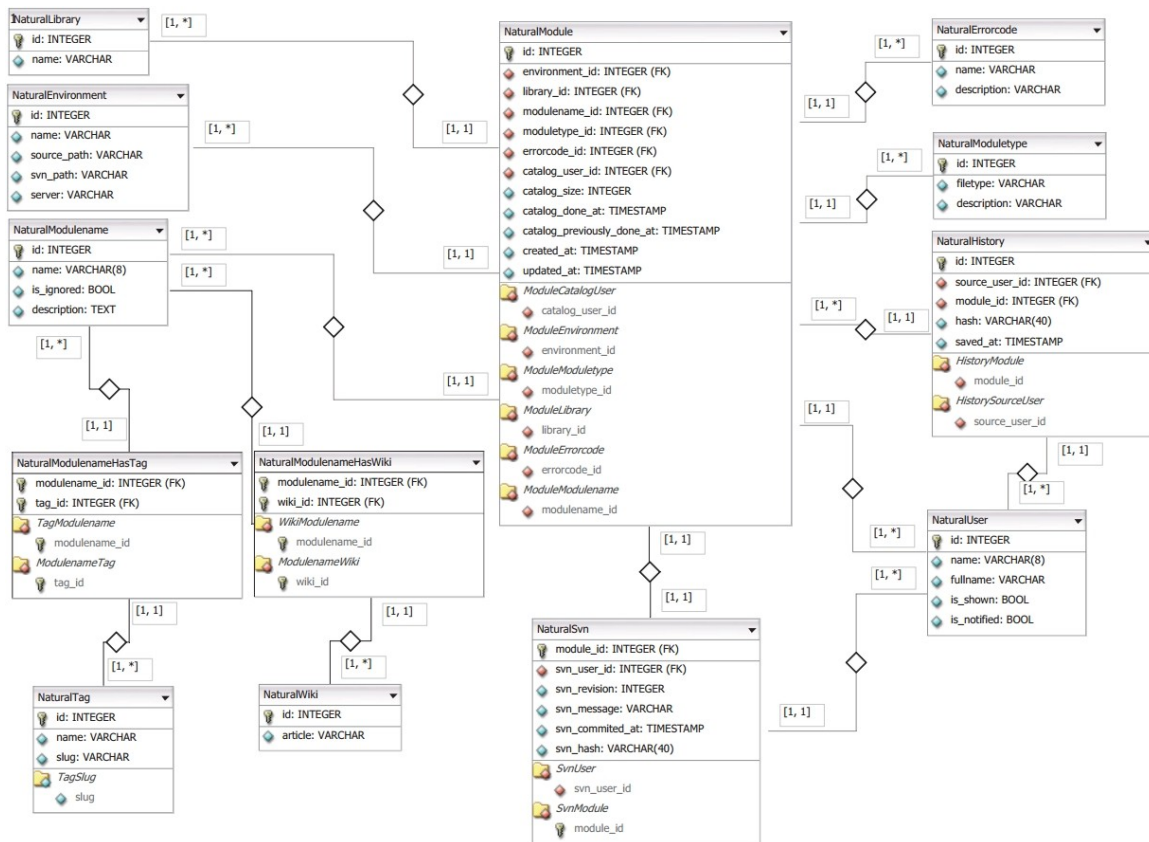 1
NaturalLibrary
id: INTEGER
name: VARCHAR
[1, *]
[1, 1]
NaturalEnvironment
id: INTEGER
name: VARCHAR
source_path: VARCHAR
svn_path: VARCHAR
server: VARCHAR
[1, *]
[1, 1]
NaturalModulename
id: INTEGER
name: VARCHAR(8)
is_ignored: BOOL
description: TEXT
[1, *]
[1, *]
[1, 1]
[1, *]
[1, 1]
[1, 1]
NaturalModulenameHasTag
modulename_id: INTEGER (FK)
tag_id: INTEGER (FK)
TagModulename
modulename_id
ModulenameTag
tag_id
[1, 1]
[1, *]
NaturalTag
id: INTEGER
name: VARCHAR
slug: VARCHAR
TagSlug
slug
NaturalModulenameHasWiki
modulename_id: INTEGER (FK)
wiki_id: INTEGER (FK)
WikiModulename
modulename_id
ModulenameWiki
wiki_id
[1, 1]
[1, *]
NaturalWiki
id: INTEGER
article: VARCHAR
NaturalModule
id: INTEGER
environment_id: INTEGER (FK)
library_id: INTEGER (FK)
modulename_id: INTEGER (FK)
moduletype_id: INTEGER (FK)
errorcode_id: INTEGER (FK)
catalog_user_id: INTEGER (FK)
catalog_size: INTEGER
catalog_done_at: TIMESTAMP
catalog_previously_done_at: TIMESTAMP
created_at: TIMESTAMP
updated_at: TIMESTAMP
ModuleCatalogUser
catalog_user_id
ModuleEnvironment
environment_id
ModuleModuletype
moduletype_id
ModuleLibrary
library_id
ModuleErrorcode
errorcode_id
ModuleModulename
modulename_id
[1, 1]
[1, 1]
NaturalSvn
module_id: INTEGER (FK)
svn_user_id: INTEGER (FK)
svn_revision: INTEGER
svn_message: VARCHAR
svn_commited_at: TIMESTAMP
svn_hash: VARCHAR(40)
SvnUser
svn_user_id
SvnModule
module_id
[1, *]
[1, 1]
NaturalErrorcode
id: INTEGER
name: VARCHAR
description: VARCHAR
[1, *]
[1, 1]
NaturalModuletype
id: INTEGER
filetype: VARCHAR
description: VARCHAR
[1, *]
[1, 1]
NaturalHistory
id: INTEGER
source_user_id: INTEGER (FK)
module_id: INTEGER (FK)
hash: VARCHAR(40)
saved_at: TIMESTAMP
HistoryModule
module_id
HistorySourceUser
source_user_id
[1, 1]
[1, 1]
[1, *]
[1, *]
[1, *]
[1, 1]
NaturalUser
id: INTEGER
name: VARCHAR(8)
fullname: VARCHAR
is_shown: BOOL
is_notified: BOOL